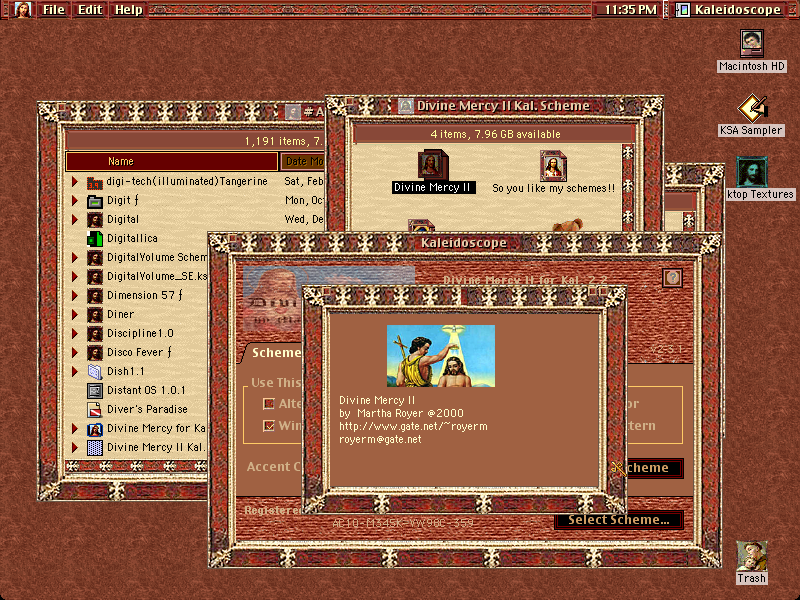 File Edit Help 11:35 PM Kaleidoscope
Macintosh HD
KSA Sampler
ktop Textures
Trash
# A
1,191 items, 7.
Name Date Mo
digi-tech(illuminated)Tangerine Sat, Feb
Digit ƒ Mon, Oc
Digital Wed, De
Digitallica
DigitalVolume Schem
DigitalVolume_SE.ks
Dimension 57 ƒ
Diner
Discipline1.0
Disco Fever ƒ
Dish1.1
Distant OS 1.0.1
Diver's Paradise
Divine Mercy for Ka
Divine Mercy II Kal.
Divine Mercy II Kal. Scheme
4 items, 7.96 GB available
Divine Mercy II
So you like my schemes!!
Kaleidoscope
Divine Mercy II for Kal. 2.
Scheme
Use This
Alte
Win
or
tern
Accent C
cheme
Registered
Select Scheme...
Divine Mercy II
by Martha Royer @2000
http://www.gate.net/~royerm
royerm@gate.net